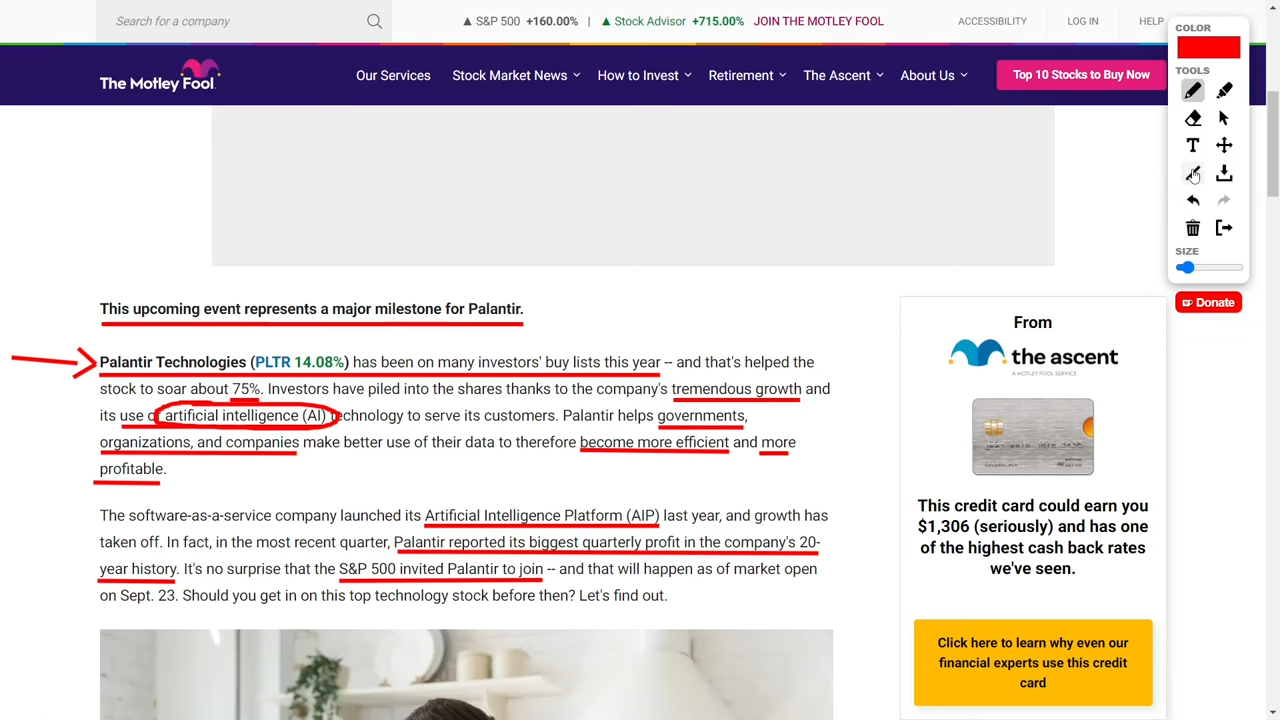 Search for a company
▲ S&P 500 +160.00% | ▲ Stock Advisor +715.00% JOIN THE MOTLEY FOOL
ACCESSIBILITY LOG IN HELP
The Motley Fool
Our Services Stock Market News How to Invest Retirement The Ascent About Us Top 10 Stocks to Buy Now
COLOR
TOOLS
T
SIZE
Donate
This upcoming event represents a major milestone for Palantir.
Palantir Technologies (PLTR 14.08%) has been on many investors' buy lists this year -- and that's helped the
stock to soar about 75%. Investors have piled into the shares thanks to the company's tremendous growth and
its use of artificial intelligence (AI) technology to serve its customers. Palantir helps governments,
organizations, and companies make better use of their data to therefore become more efficient and more
profitable.
The software-as-a-service company launched its Artificial Intelligence Platform (AIP) last year, and growth has
taken off. In fact, in the most recent quarter, Palantir reported its biggest quarterly profit in the company's 20-
year history. It's no surprise that the S&P 500 invited Palantir to join -- and that will happen as of market open
on Sept. 23. Should you get in on this top technology stock before then? Let's find out.
From
the ascent
A MOTLEY FOOL SERVICE
This credit card could earn you
$1,306 (seriously) and has one
of the highest cash back rates
we've seen.
Click here to learn why even our
financial experts use this credit
card